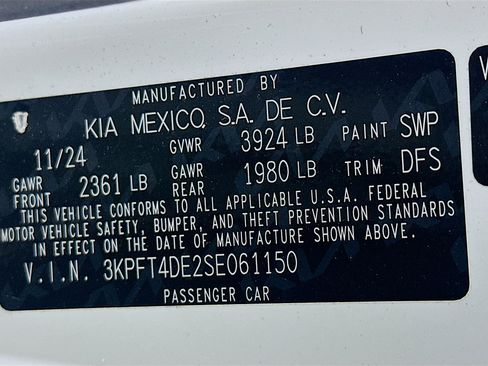 MANUFACTURED BY
KIA MEXICO, S.A. DE C.V.
11/24 GVWR 3924 LB PAINT SWP
GAWR FRONT 2361 LB GAWR REAR 1980 LB TRIM DFS
THIS VEHICLE CONFORMS TO ALL APPLICABLE U.S.A. FEDERAL
MOTOR VEHICLE SAFETY, BUMPER, AND THEFT PREVENTION STANDARDS
IN EFFECT ON THE DATE OF MANUFACTURE SHOWN ABOVE.
V.I.N. 3KPFT4DE2SE061150
PASSENGER CAR